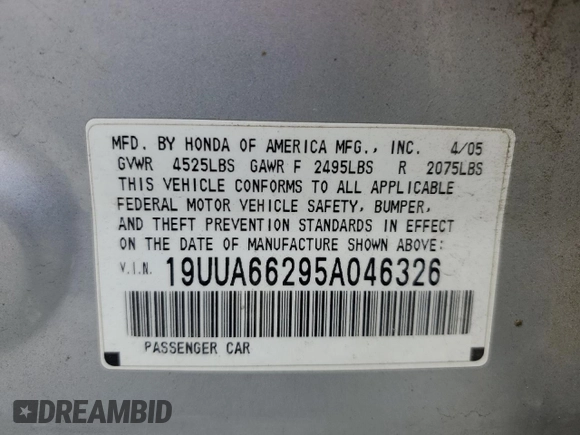 MFD. BY HONDA OF AMERICA MFG., INC. 4/05
GVWR 4525LBS GAWR F 2495LBS R 2075LBS
THIS VEHICLE CONFORMS TO ALL APPLICABLE
FEDERAL MOTOR VEHICLE SAFETY, BUMPER,
AND THEFT PREVENTION STANDARDS IN EFFECT
ON THE DATE OF MANUFACTURE SHOWN ABOVE:
V.I.N. 19UUA66295A046326
PASSENGER CAR
DREAMBID